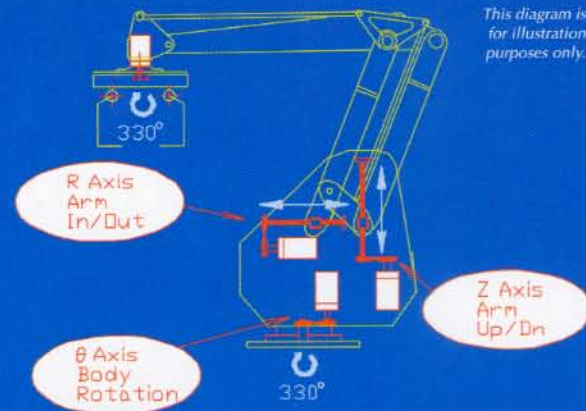 This diagram is
for illustration
purposes only.
330°
R Axis
Arm
In/Out
Z Axis
Arm
Up/Dn
θ Axis
Body
Rotation
330°